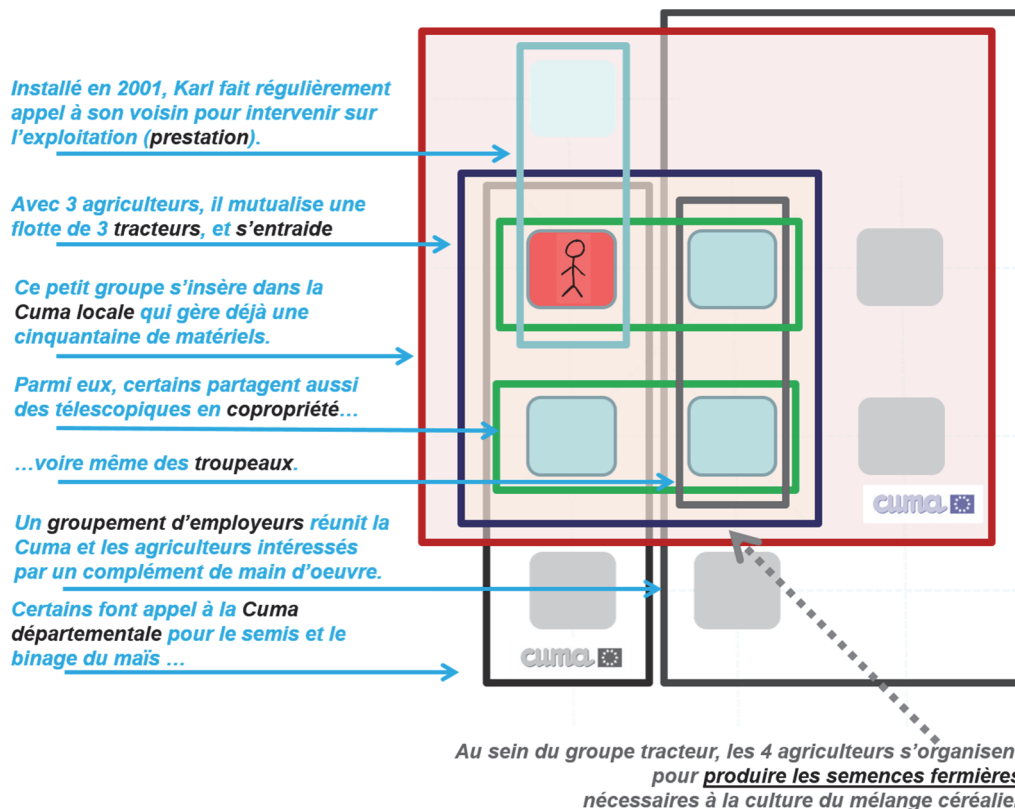 Installé en 2001, Karl fait régulièrement
appel à son voisin pour intervenir sur
l'exploitation (prestation).
Avec 3 agriculteurs, il mutualise une
flotte de 3 tracteurs, et s'entraide
Ce petit groupe s'insère dans la
Cuma locale qui gère déjà une
cinquantaine de matériels.
Parmi eux, certains partagent aussi
des télescopiques en copropriété…
…voire même des troupeaux.
Un groupement d'employeurs réunit la
Cuma et les agriculteurs intéressés
par un complément de main d'oeuvre.
Certains font appel à la Cuma
départementale pour le semis et le
binage du maïs …
cuma
cuma
Au sein du groupe tracteur, les 4 agriculteurs s'organisen
pour produire les semences fermières
nécessaires à la culture du mélange céréalie